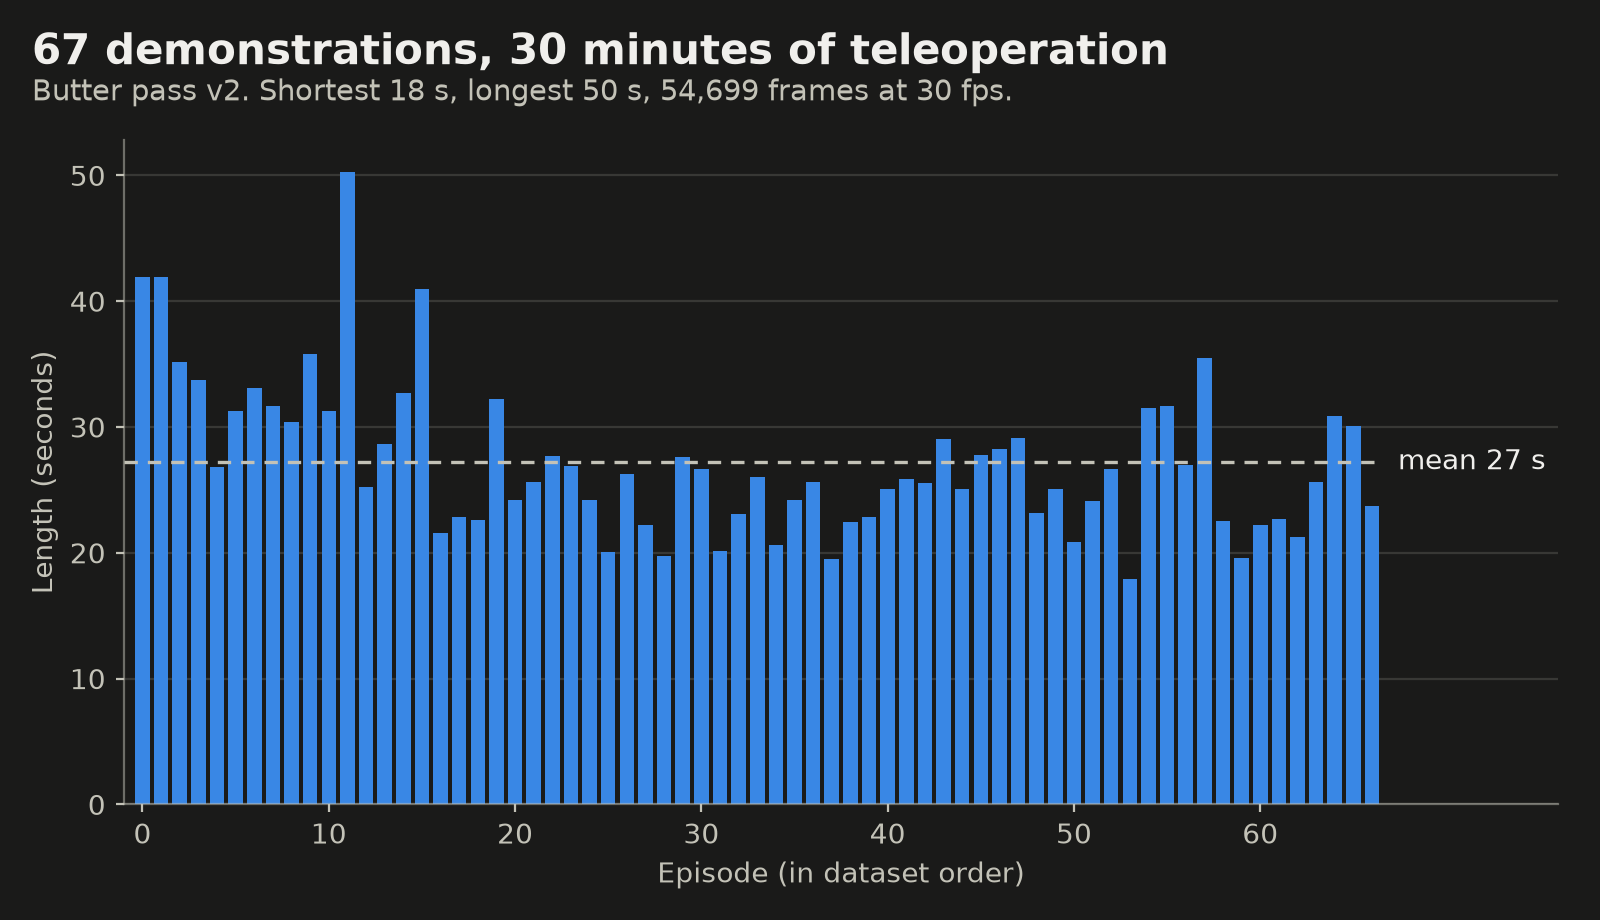 67 demonstrations, 30 minutes of teleoperation
Butter pass v2. Shortest 18 s, longest 50 s, 54,699 frames at 30 fps.
50
40
30
20
10
0
Length (seconds)
mean 27 s
0 10 20 30 40 50 60
Episode (in dataset order)